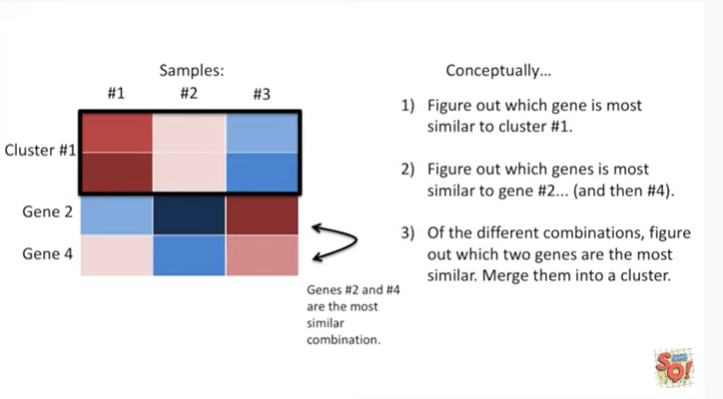 Samples:
#1 #2 #3
Cluster #1
Gene 2
Gene 4
Genes #2 and #4
are the most
similar
combination.
Conceptually...
1) Figure out which gene is most
similar to cluster #1.
2) Figure out which genes is most
similar to gene #2... (and then #4).
3) Of the different combinations, figure
out which two genes are the most
similar. Merge them into a cluster.
SQ!